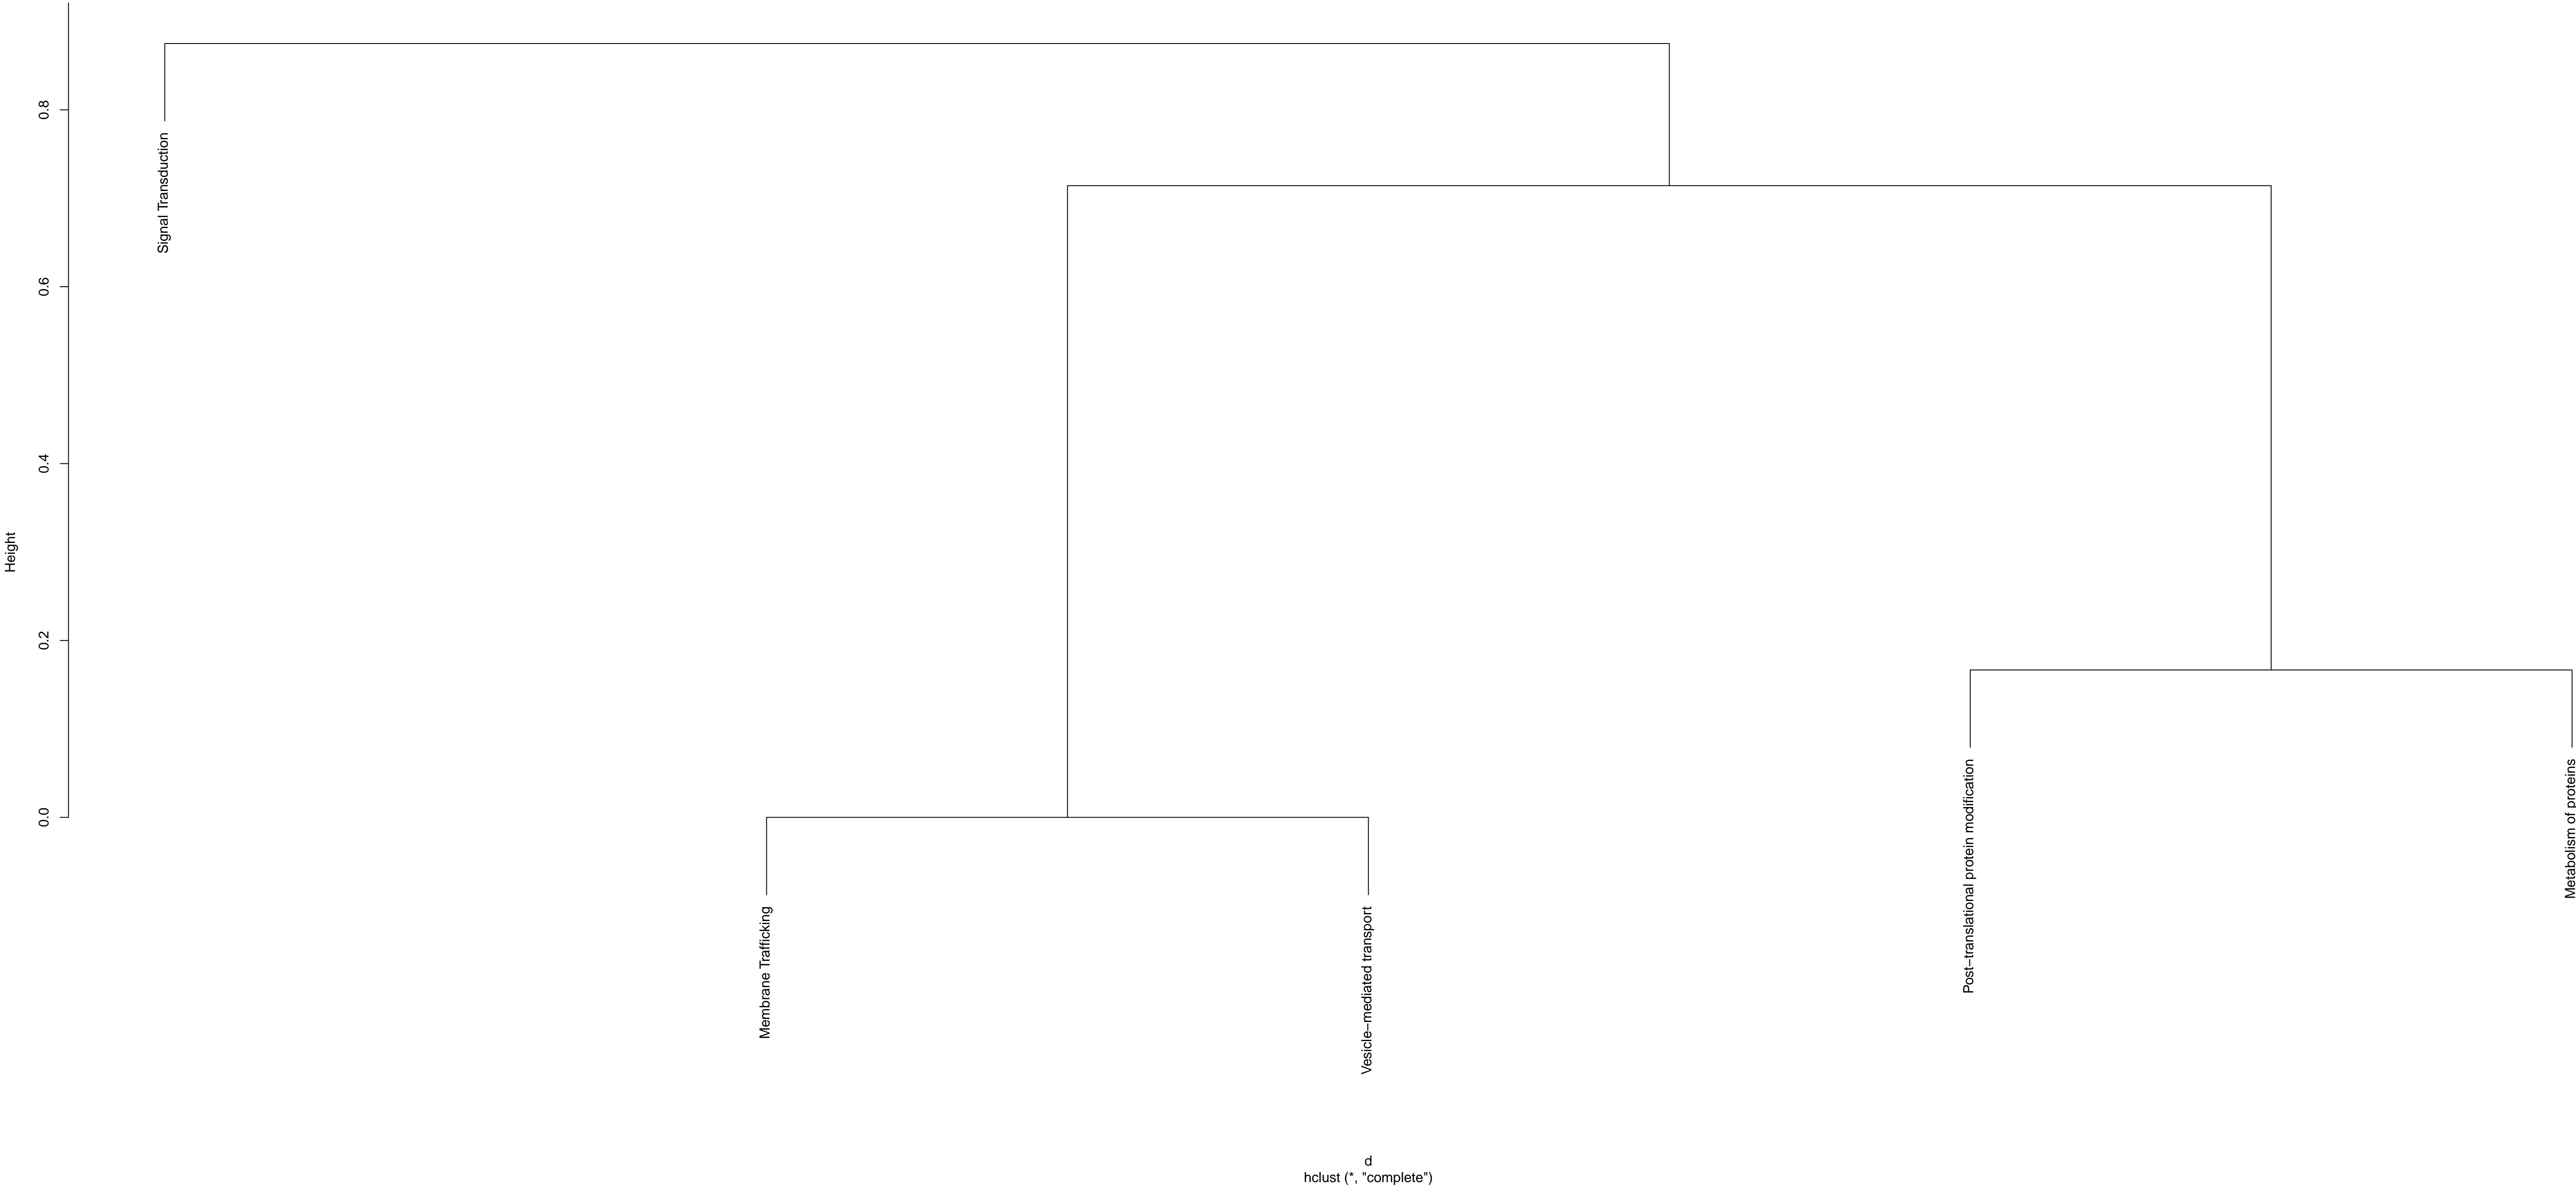 Height
0.0
0.2
0.4
0.6
0.8
Signal Transduction
Membrane Trafficking
Vesicle−mediated transport
Post−translational protein modification
Metabolism of proteins
d
hclust (*, "complete")